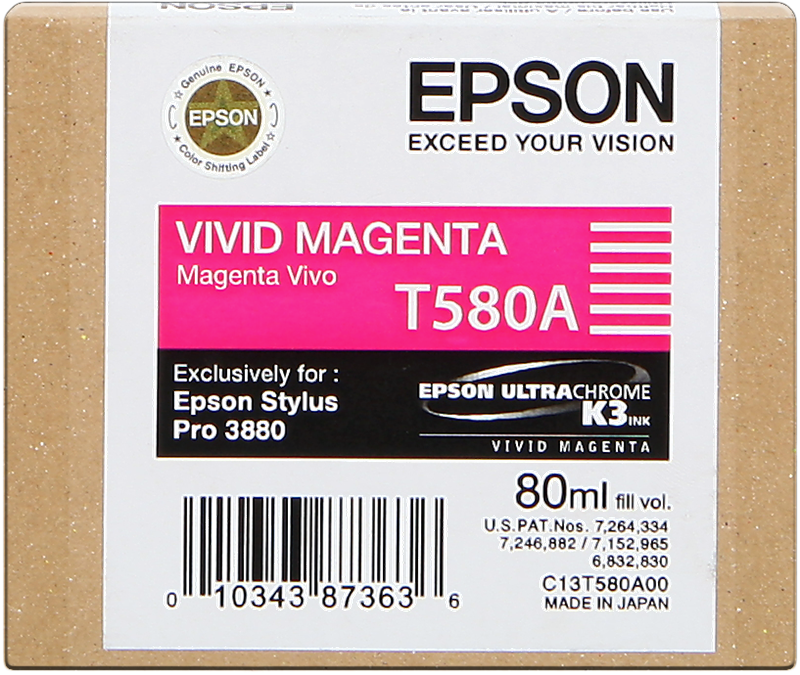 EPSON
Genuine EPSON
EPSON
Color Shifting Label
EPSON
EXCEED YOUR VISION
VIVID MAGENTA
Magenta Vivo
T580A
Exclusively for :
Epson Stylus
Pro 3880
EPSON ULTRACHROME
K3 INK
VIVID MAGENTA
80ml fill vol.
U.S.PAT.Nos. 7,264,334
7,246,882 / 7,152,965
6,832,830
C13T580A00
MADE IN JAPAN
0 10343 87363 6